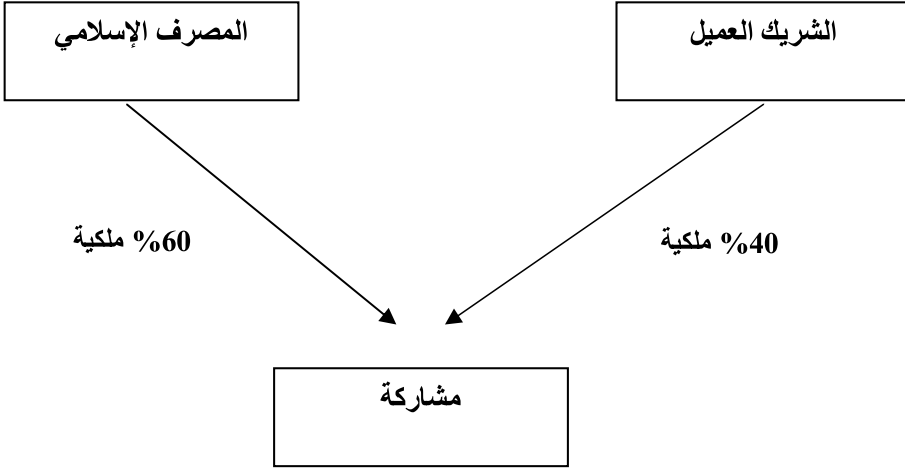 الشريك العميل
المصرف الإسلامي
40% ملكية
60% ملكية
مشاركة